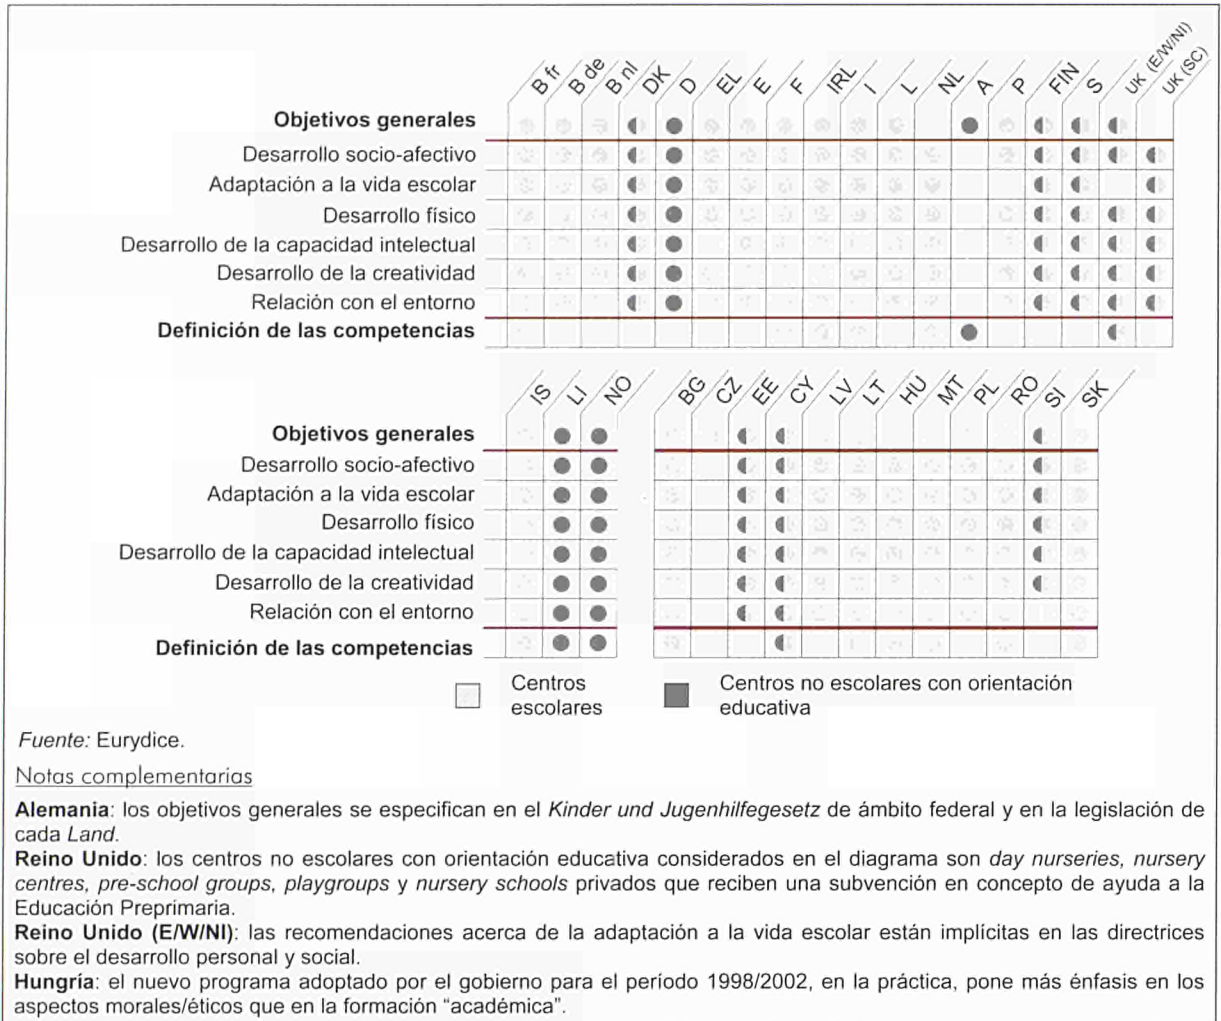 B fr B de B nl DK D EL E F IRL I L NL A P FIN S UK (E/W/NI) UK (SC)
Objetivos generales
Desarrollo socio-afectivo
Adaptación a la vida escolar
Desarrollo físico
Desarrollo de la capacidad intelectual
Desarrollo de la creatividad
Relación con el entorno
Definición de las competencias
IS LI NO BG CZ EE CY LV LT HU MT PL RO SI SK
Objetivos generales
Desarrollo socio-afectivo
Adaptación a la vida escolar
Desarrollo físico
Desarrollo de la capacidad intelectual
Desarrollo de la creatividad
Relación con el entorno
Definición de las competencias
Centros escolares
Centros no escolares con orientación educativa
Fuente: Eurydice.
Notas complementarias
Alemania: los objetivos generales se especifican en el Kinder und Jugenhilfegesetz de ámbito federal y en la legislación de
cada Land.
Reino Unido: los centros no escolares con orientación educativa considerados en el diagrama son day nurseries, nursery
centres, pre-school groups, playgroups y nursery schools privados que reciben una subvención en concepto de ayuda a la
Educación Preprimaria.
Reino Unido (E/W/NI): las recomendaciones acerca de la adaptación a la vida escolar están implícitas en las directrices
sobre el desarrollo personal y social.
Hungría: el nuevo programa adoptado por el gobierno para el período 1998/2002, en la práctica, pone más énfasis en los
aspectos morales/éticos que en la formación “académica”.